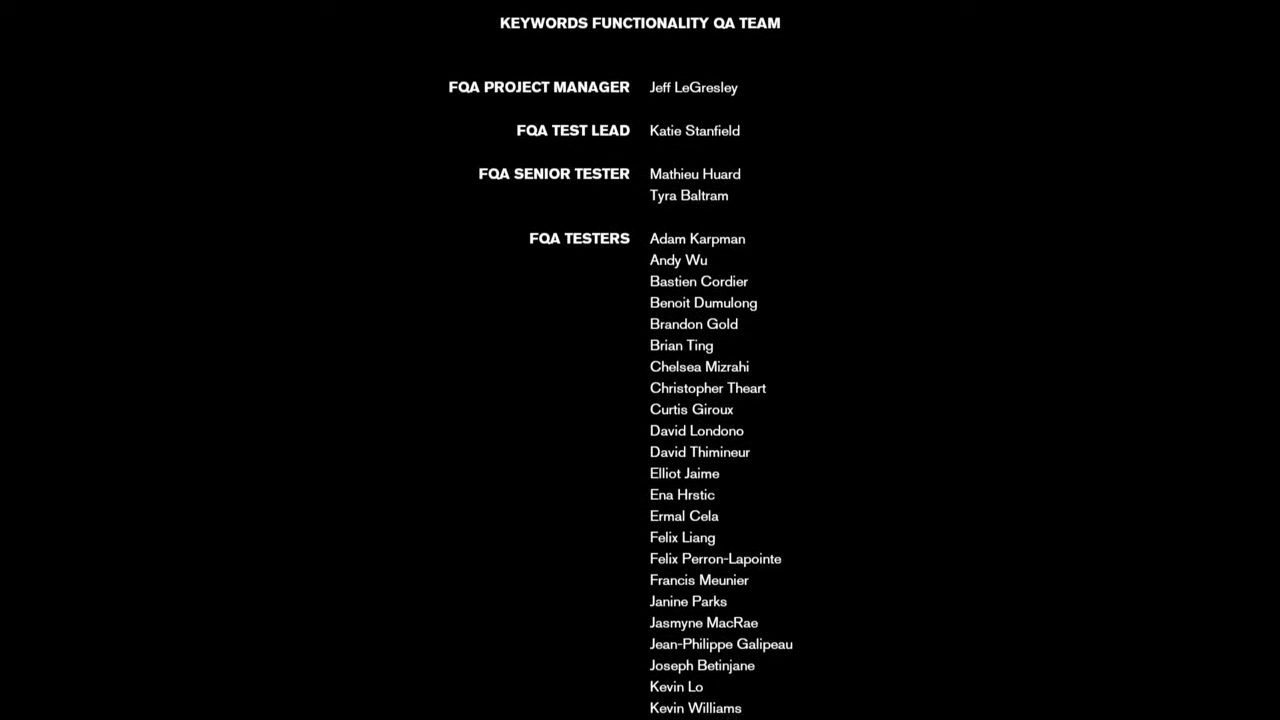 KEYWORDS FUNCTIONALITY QA TEAM
FQA PROJECT MANAGER Jeff LeGresley
FQA TEST LEAD Katie Stanfield
FQA SENIOR TESTER Mathieu Huard
Tyra Baltram
FQA TESTERS Adam Karpman
Andy Wu
Bastien Cordier
Benoit Dumulong
Brandon Gold
Brian Ting
Chelsea Mizrahi
Christopher Theart
Curtis Giroux
David Londono
David Thimineur
Elliot Jaime
Ena Hrstic
Ermal Cela
Felix Liang
Felix Perron-Lapointe
Francis Meunier
Janine Parks
Jasmyne MacRae
Jean-Philippe Galipeau
Joseph Betinjane
Kevin Lo
Kevin Williams